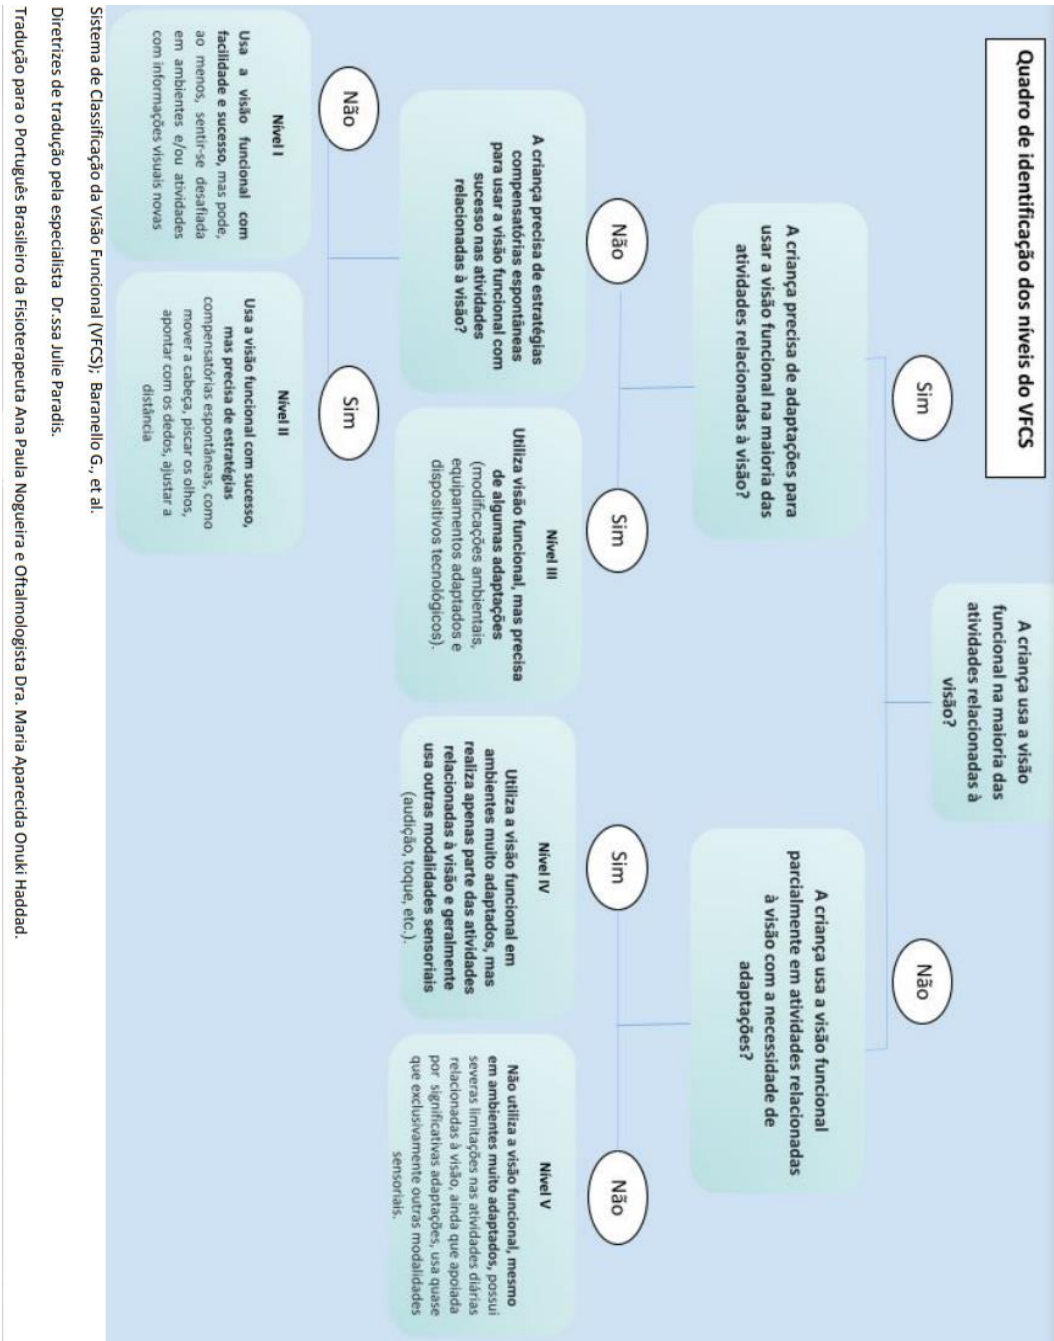 Quadro de identificação dos níveis do VFCS
A criança usa a visão
funcional na maioria das
atividades relacionadas à
visão?
Sim
Não
A criança precisa de adaptações para
usar a visão funcional na maioria das
atividades relacionadas à visão?
A criança usa a visão funcional
parcialmente em atividades relacionadas
à visão com a necessidade de
adaptações?
Não
Sim
Sim
Não
A criança precisa de estratégias
compensatórias espontâneas
para usar a visão funcional com
sucesso nas atividades
relacionadas à visão?
Nível III
Utiliza visão funcional, mas precisa
de algumas adaptações
(modificações ambientais,
equipamentos adaptados e
dispositivos tecnológicos).
Nível IV
Utiliza a visão funcional em
ambientes muito adaptados, mas
realiza apenas parte das atividades
relacionadas à visão e geralmente
usa outras modalidades sensoriais
(audição, toque, etc.).
Nível V
Não utiliza a visão funcional, mesmo
em ambientes muito adaptados, possui
severas limitações nas atividades diárias
relacionadas à visão, ainda que apoiada
por significativas adaptações, usa quase
que exclusivamente outras modalidades
sensoriais.
Não
Sim
Nível I
Usa a visão funcional com
facilidade e sucesso, mas pode,
ao menos, sentir-se desafiada
em ambientes e/ou atividades
com informações visuais novas
Nível II
Usa a visão funcional com sucesso,
mas precisa de estratégias
compensatórias espontâneas, como
mover a cabeça, piscar os olhos,
apontar com os dedos, ajustar a
distância
Sistema de Classificação da Visão Funcional (VFCS); Baranello G., et al.
Diretrizes de tradução pela especialista Dr.ssa Julie Paradis.
Tradução para o Português Brasileiro da Fisioterapeuta Ana Paula Nogueira e Oftalmologista Dra. Maria Aparecida Onuki Haddad.